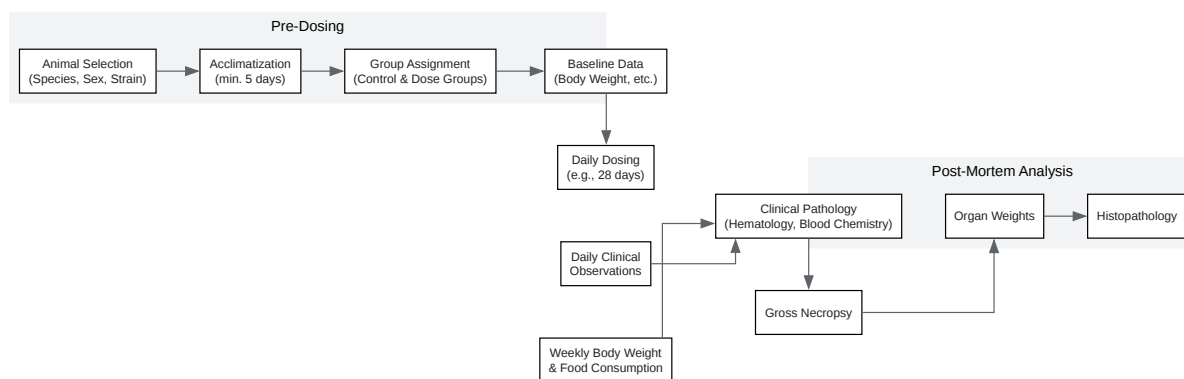 Pre-Dosing
Animal Selection
(Species, Sex, Strain)
Acclimatization
(min. 5 days)
Group Assignment
(Control & Dose Groups)
Baseline Data
(Body Weight, etc.)
Daily Dosing
(e.g., 28 days)
Post-Mortem Analysis
Clinical Pathology
(Hematology, Blood Chemistry)
Organ Weights
Histopathology
Daily Clinical
Observations
Gross Necropsy
Weekly Body Weight
& Food Consumption